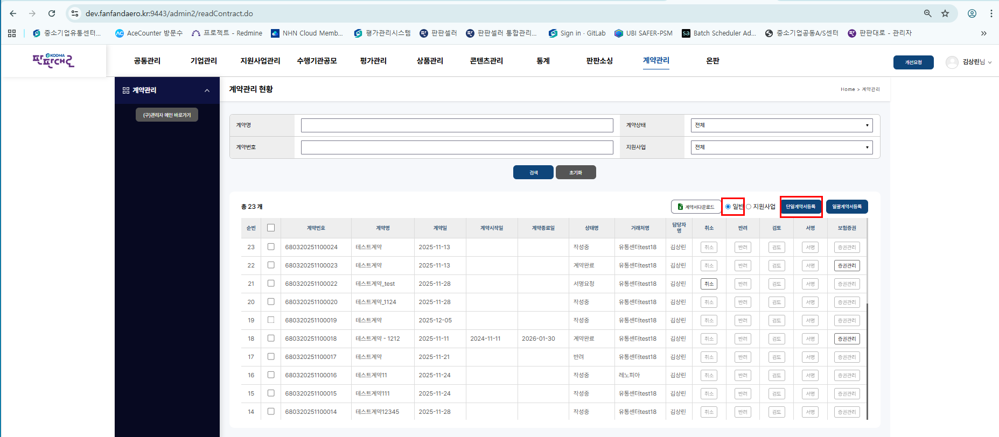 dev.fanfandaero.kr:9443/admin2/readContract.do
중소기업유통센터... AceCounter 방문수 프로젝트 - Redmine NHN Cloud Memb... 평가관리시스템 판판셀러 판판셀러 통합관리... Sign in · GitLab UBI SAFER-PSM sa Batch Scheduler Ad... 중소기업공동A/S센터 판판대로 - 관리자 »
KODMA
판판대로
공통관리 기업관리 지원사업관리 수행기관공모 평가관리 상품관리 콘텐츠관리 통계 판판소싱 계약관리 온판 개선요청 김상린님
계약관리
(구)관리자 메인 바로가기
계약관리 현황
Home > 계약관리
계약명 계약상태 전체
계약번호 지원사업 전체
검색 초기화
총 23 개 계약서다운로드 일반 지원사업 단일계약서등록 일괄계약서등록
순번 계약번호 계약명 계약일 계약시작일 계약종료일 상태명 거래처명 담당자명 취소 반려 검토 서명 보험증권
23 680320251100024 테스트계약 2025-11-13 작성중 유통센터test18 김상린 취소 반려 검토 서명 증권관리
22 680320251100023 테스트계약 2025-11-13 계약완료 유통센터test18 김상린 취소 반려 검토 서명 증권관리
21 680320251100022 테스트계약_test 2025-11-28 서명요청 유통센터test18 김상린 취소 반려 검토 서명 증권관리
20 680320251100020 테스트계약_1124 2025-11-28 작성중 유통센터test18 김상린 취소 반려 검토 서명 증권관리
19 680320251100019 테스트계약 2025-12-05 작성중 유통센터test18 김상린 취소 반려 검토 서명 증권관리
18 680320251100018 테스트계약 - 1212 2025-11-11 2024-11-11 2026-01-30 계약완료 유통센터test18 김상린 취소 반려 검토 서명 증권관리
17 680320251100017 테스트계약 2025-11-21 반려 유통센터test18 김상린 취소 반려 검토 서명 증권관리
16 680320251100016 테스트계약11 2025-11-24 작성중 레노피아 김상린 취소 반려 검토 서명 증권관리
15 680320251100015 테스트계약111 2025-11-24 작성중 유통센터test18 김상린 취소 반려 검토 서명 증권관리
14 680320251100014 테스트계약12345 2025-11-28 작성중 유통센터test18 김상린 취소 반려 검토 서명 증권관리